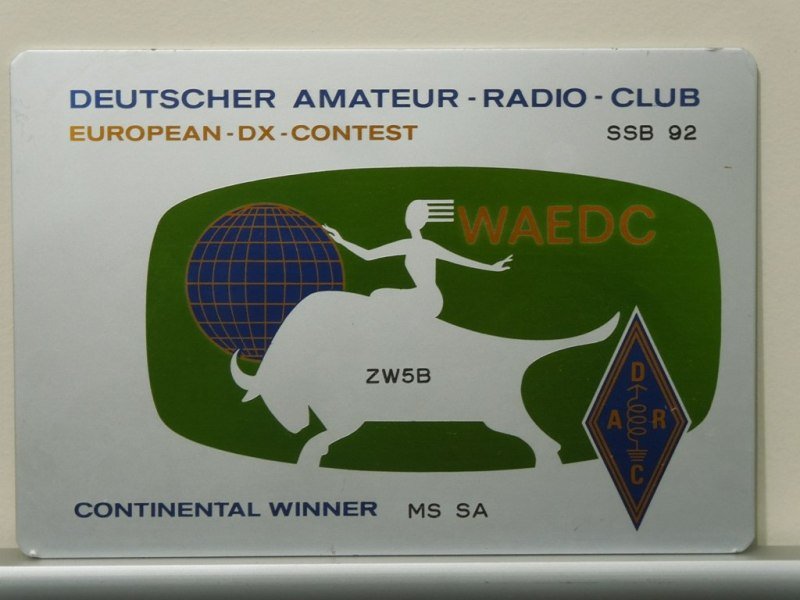 DEUTSCHER AMATEUR - RADIO - CLUB
EUROPEAN - DX - CONTEST SSB 92
WAEDC
ZW5B
D
A R
C
CONTINENTAL WINNER MS SA